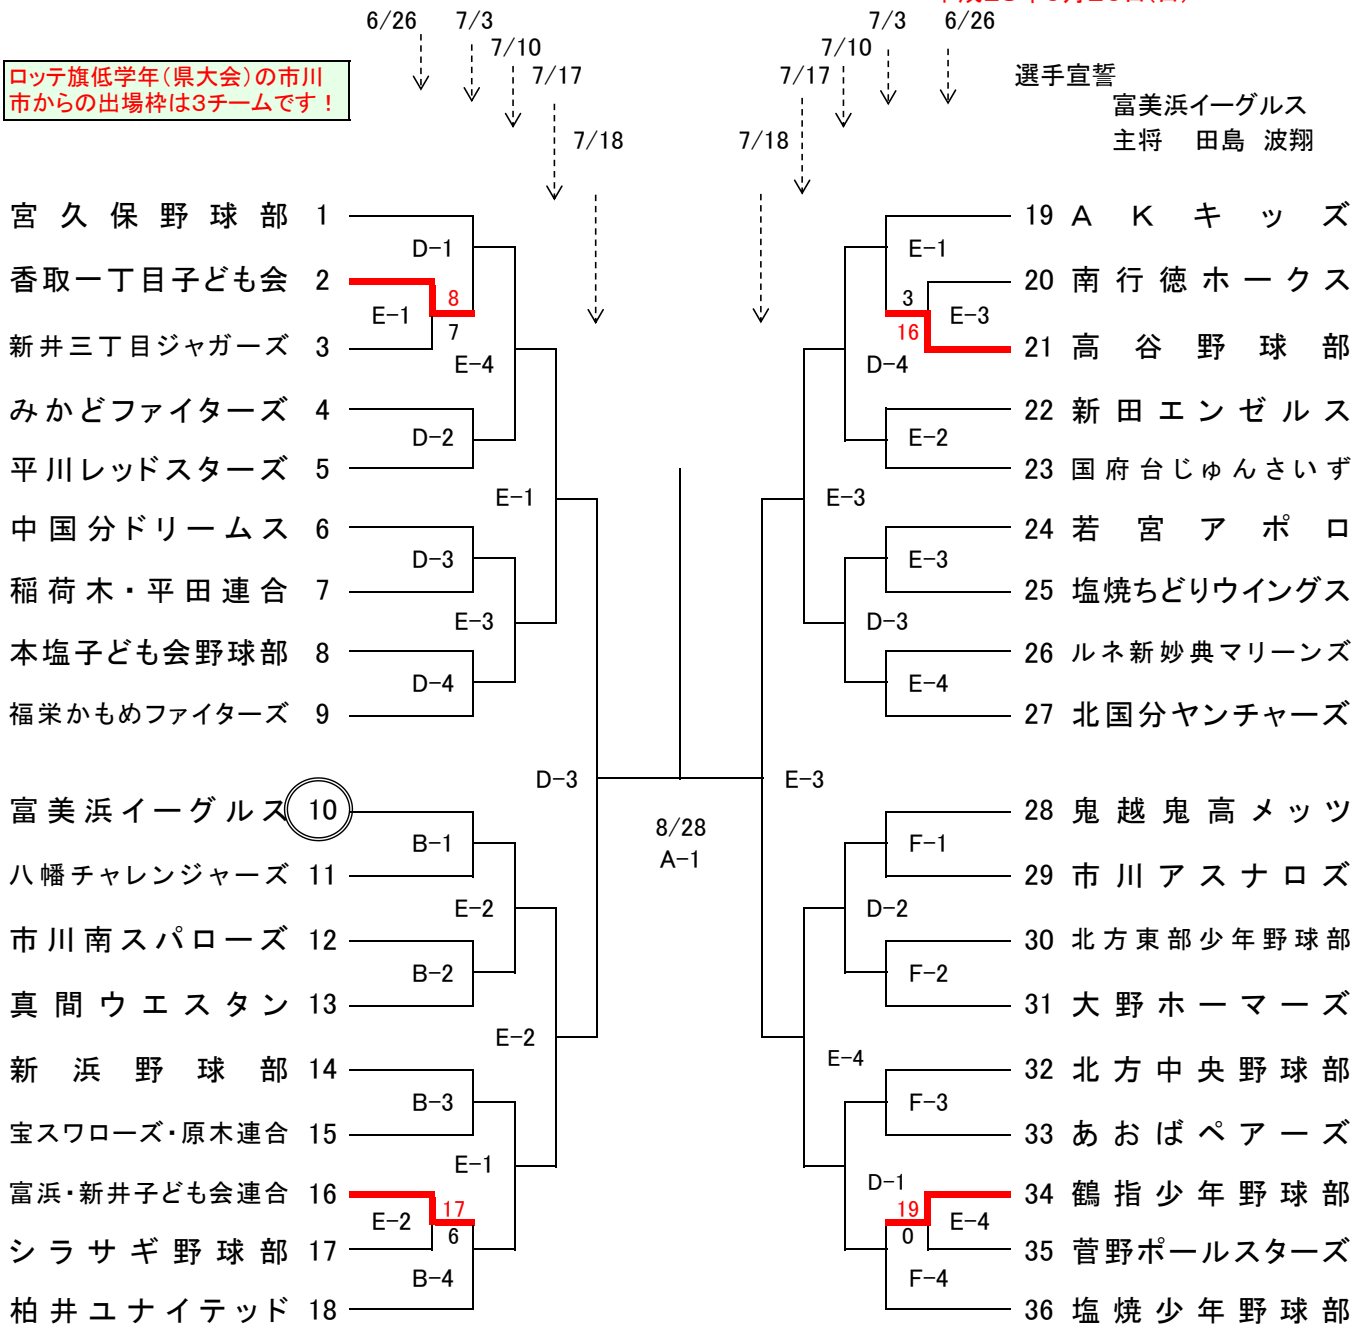 6/26
7/3
7/10
7/17
7/18
7/3
6/26
7/10
7/17
7/18
ロッテ旗低学年(県大会)の市川
市からの出場枠は3チームです!
選手宣誓
富美浜イーグルス
主将 田島 波翔
宮久保野球部 1
D-1
香取一丁目子ども会 2
8
E-1
7
新井三丁目ジャガーズ 3
E-4
みかどファイターズ 4
D-2
平川レッドスターズ 5
E-1
中国分ドリームス 6
D-3
稲荷木・平田連合 7
E-3
本塩子ども会野球部 8
D-4
福栄かもめファイターズ 9
D-3
富美浜イーグルス 10
B-1
八幡チャレンジャーズ 11
E-2
市川南スパローズ 12
B-2
真間ウエスタン 13
E-2
新浜野球部 14
B-3
宝スワローズ・原木連合 15
E-1
富浜・新井子ども会連合 16
17
E-2
6
シラサギ野球部 17
B-4
柏井ユナイテッド 18
8/28
A-1
19 AKキッズ
E-1
20 南行徳ホークス
3
E-3
16
21 高谷野球部
D-4
22 新田エンゼルス
E-2
23 国府台じゅんさいず
E-3
24 若宮アポロ
E-3
25 塩焼ちどりウイングス
D-3
26 ルネ新妙典マリーンズ
E-4
27 北国分ヤンチャーズ
E-3
28 鬼越鬼高メッツ
F-1
29 市川アスナロズ
D-2
30 北方東部少年野球部
F-2
31 大野ホーマーズ
E-4
32 北方中央野球部
F-3
33 あおばペアーズ
D-1
34 鶴指少年野球部
19
E-4
0
35 菅野ポールスターズ
F-4
36 塩焼少年野球部